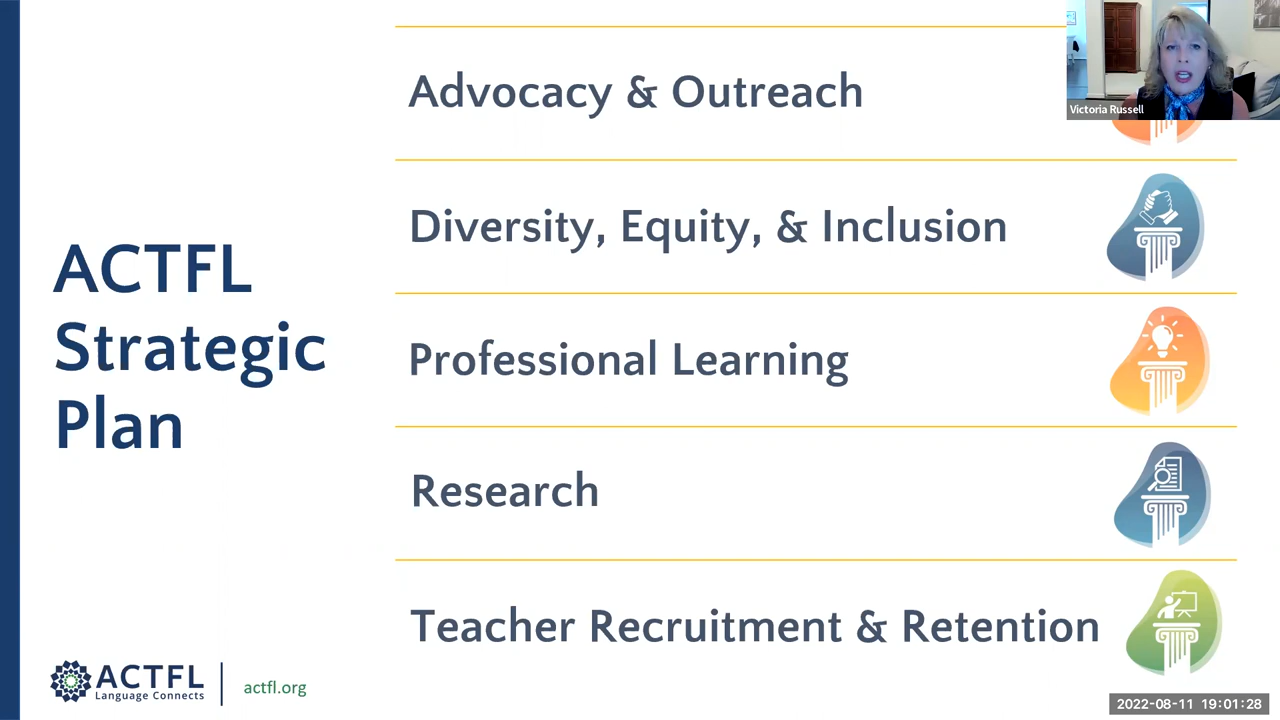 ACTFL
Strategic
Plan
Advocacy & Outreach
Diversity, Equity, & Inclusion
Professional Learning
Research
Teacher Recruitment & Retention
Victoria Russell
ACTFL
Language Connects
actfl.org
2022-08-11 19:01:28